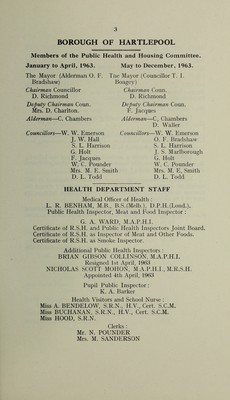 3
BOROUGH OF HARTLEPOOL
Members of the Public Health and Housing Committee.
January to April, 1963. May to December, 1963.
The Mayor (Alderman O. F. Bradshaw) The Mayor (Councillor T. I. Bougey)
Chairman Councillor Chairman Coun.
D. Richmond D. Richmond
Deputy Chairman Coun. Deputy Chairman Coun.
Mrs. D. Charlton. F. Jacques
Alderman—C. Chambers Alderman—C. Chambers
D. Waller
Councillors—W. W. Emerson Councillors—W. W. Emerson
J. W. Hall O. F. Bradshaw
S. L. Harrison S. L. Harrison
G. Holt J. S. Marlborough
F. Jacques G. Holt
W. C. Pounder W. C. Pounder
Mrs. M. E. Smith Mrs. M. E. Smith
D. L. Todd D. L. Todd
HEALTH DEPARTMENT STAFF
Medical Officer of Health :
L. R. BENHAM, M.B., B.S.(Melb.), D.P.H.(Lond.),
Public Health Inspector, Meat and Food Inspector :
G. A. WARD, M.A.P.H.I.
Certificate of R.S.H. and Public Health Inspectors Joint Board.
Certificate of R.S.H. as Inspector of Meat and Other Foods.
Certificate of R.S.H. as Smoke Inspector.
Additional Public Health Inspectors :
BRIAN GIBSON COLLINSON, M.A.P.H.I.
Resigned 1st April, 1963
NICHOLAS SCOTT MOHON, M.A.P.H.I., M.R.S.H.
Appointed 4th April, 1963
Pupil Public Inspector :
K. A. Barker
Health Visitors and School Nurse :
Miss A. BENDELOW, S.R.N., H.V., Cert. S.C.M.
Miss BUCHANAN, S.R.N., H.V., Cert. S.C.M.
Miss HOOD, S.R.N.
Clerks :
Mr. N. POUNDER
Mrs. M. SANDERSON